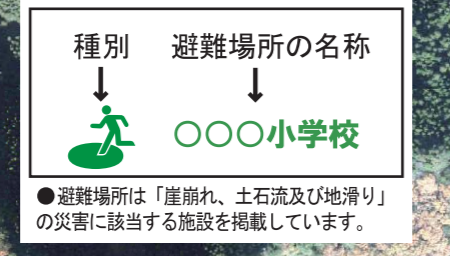 種別 避難場所の名称
↓ ↓
○○○小学校
●避難場所は「崖崩れ、土石流及び地滑り」
の災害に該当する施設を掲載しています。